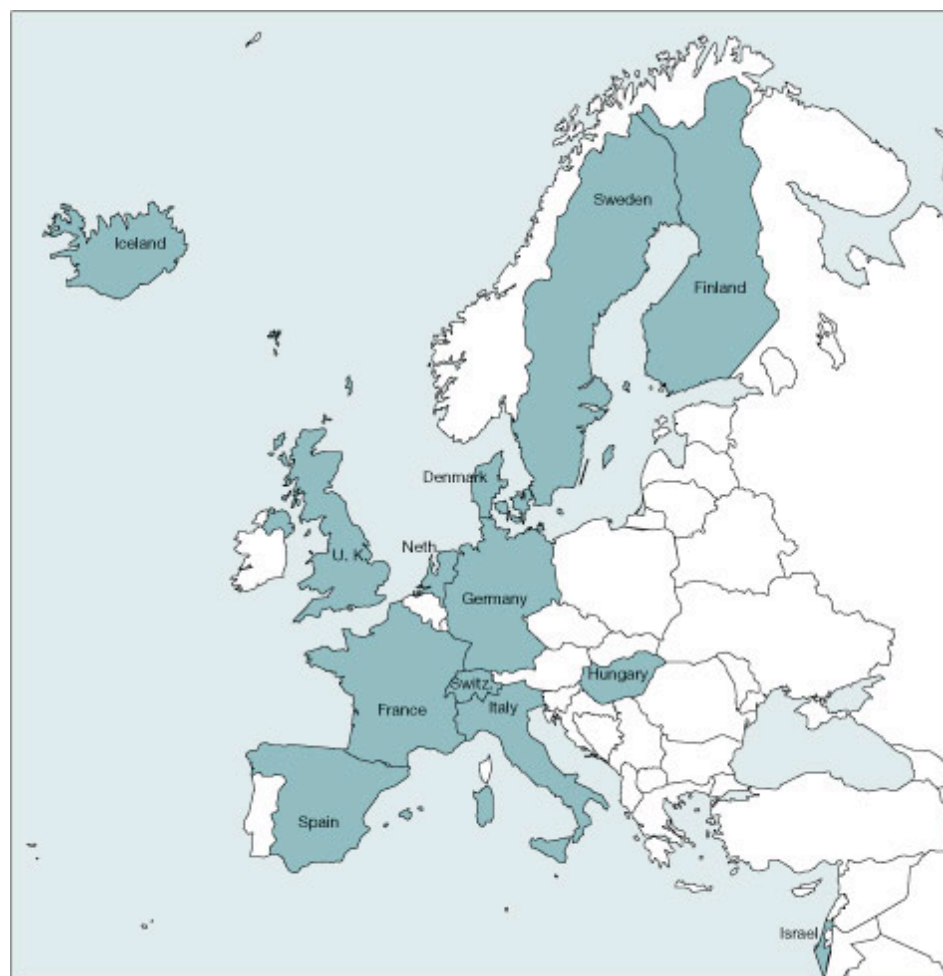 Sweden
Iceland
Finland
Denmark
Neth.
U. K.
Germany
Hungary
Switz.
Italy
France
Spain
Israel